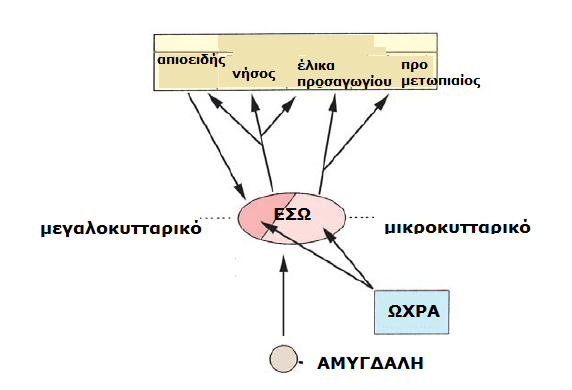 απιοειδής
νήσος
έλικα
προσαγωγίου
προ
μετωπιαίος
ΕΣΩ
μεγαλοκυτταρικό
μικροκυτταρικό
ΩΧΡΑ
ΑΜΥΓΔΑΛΗ